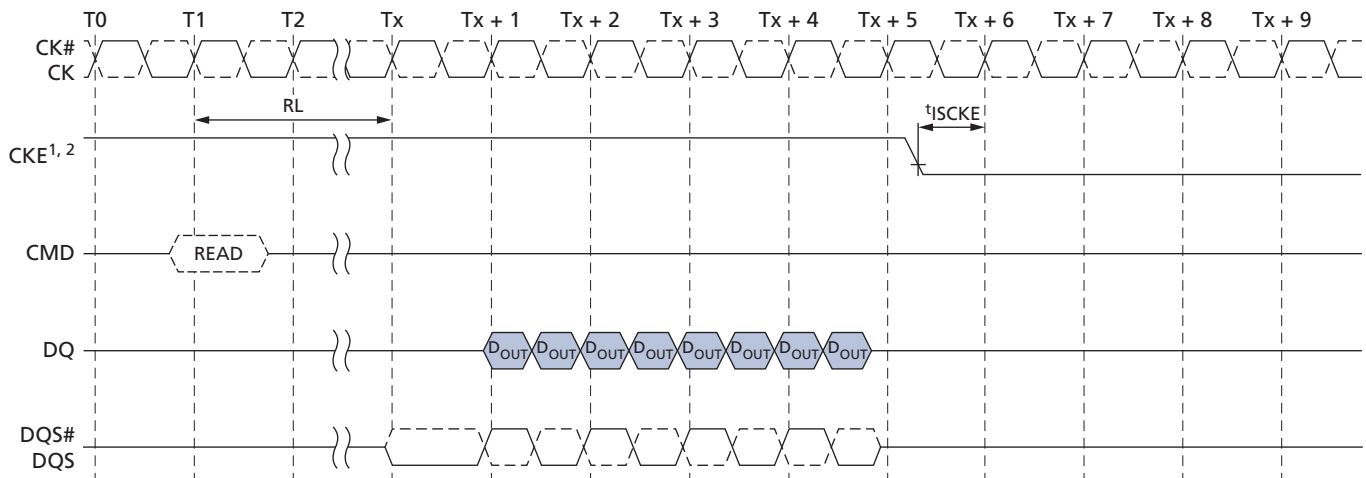 T0 T1 T2 Tx Tx + 1 Tx + 2 Tx + 3 Tx + 4 Tx + 5 Tx + 6 Tx + 7 Tx + 8 Tx + 9
CK#
CK
RL
tISCKE
CKE1, 2
CMD READ
DQ DOUT DOUT DOUT DOUT DOUT DOUT DOUT DOUT
DQS#
DQS